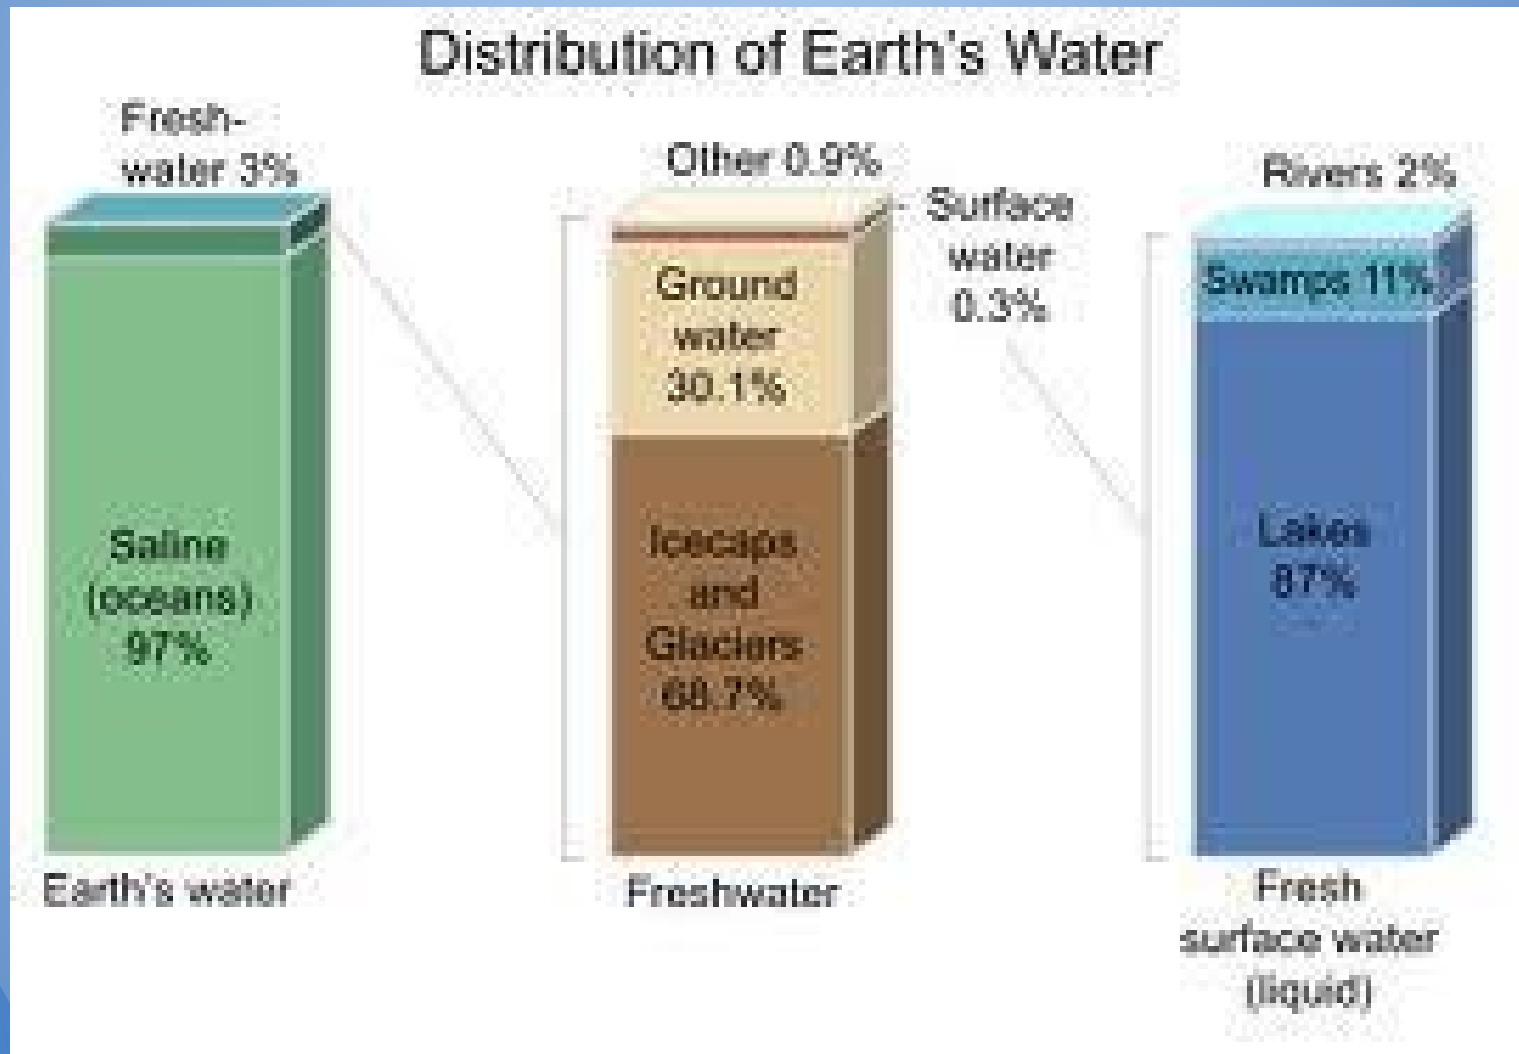 Distribution of Earth's Water
Fresh-
water 3%
Saline
(oceans)
97%
Earth's water
Other 0.9%
Surface
water
0.3%
Ground
water
30.1%
Icecaps
and
Glaciers
68.7%
Freshwater
Rivers 2%
Swamps 11%
Lakes
87%
Fresh
surface water
(liquid)